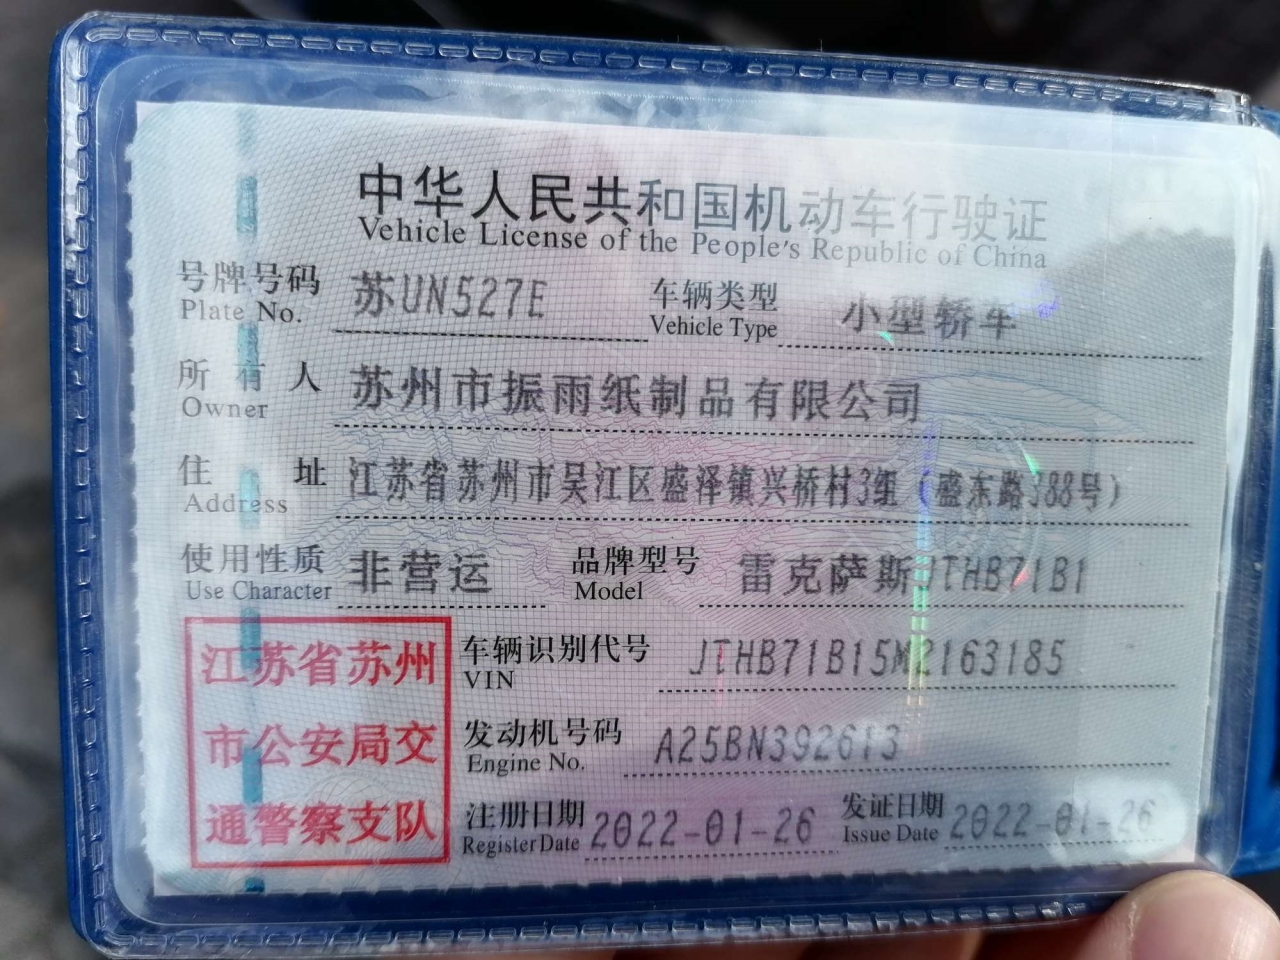 中华人民共和国机动车行驶证
Vehicle License of the People's Republic of China
号牌号码 苏UN527E 车辆类型 小型轿车
Plate No. Vehicle Type
所有人 苏州市振雨纸制品有限公司
Owner
住址 江苏省苏州市吴江区盛泽镇兴桥村3组（盛东路388号）
Address
使用性质 非营运 品牌型号 雷克萨斯JTHB71B1
Use Character Model
江苏省苏州
市公安局交
通警察支队
车辆识别代号 JTHB71B15M2163185
VIN
发动机号码 A25BN392613
Engine No.
注册日期 2022-01-26 发证日期 2022-01-26
Register Date Issue Date